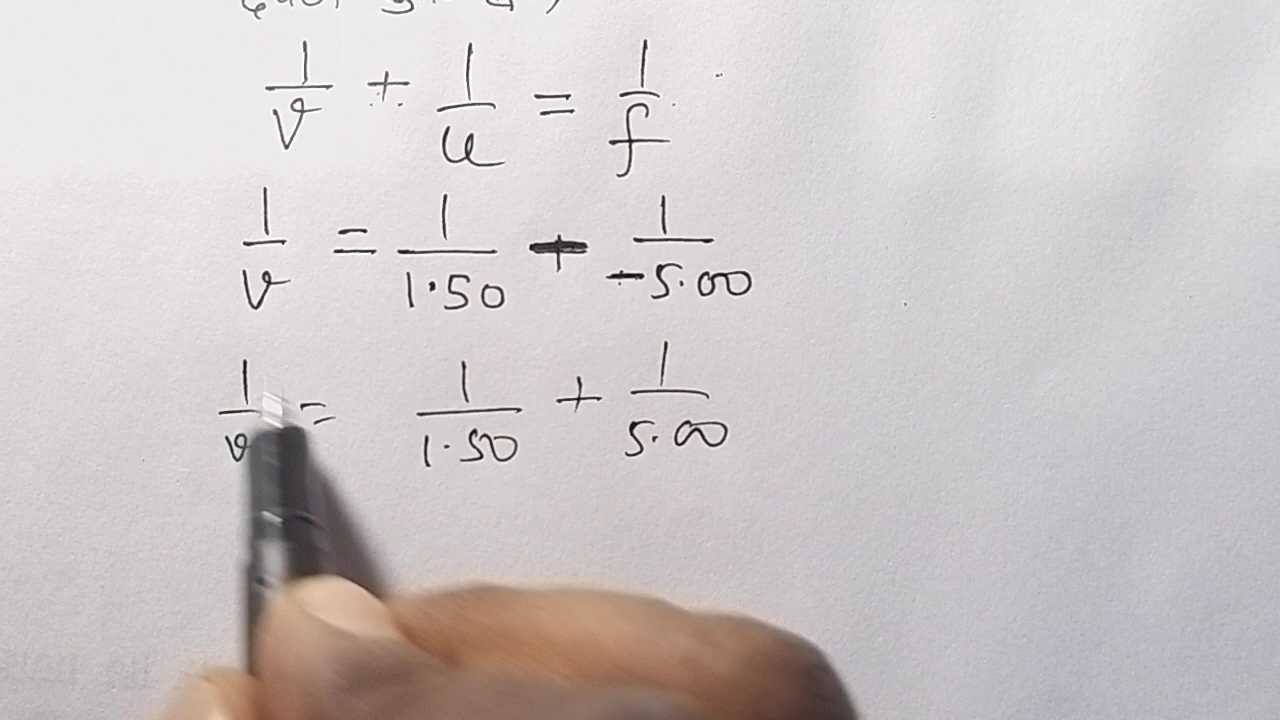 1/v + 1/u = 1/f
1/v = 1/1.50 - 1/-5.00
1/v = 1/1.50 + 1/5.00